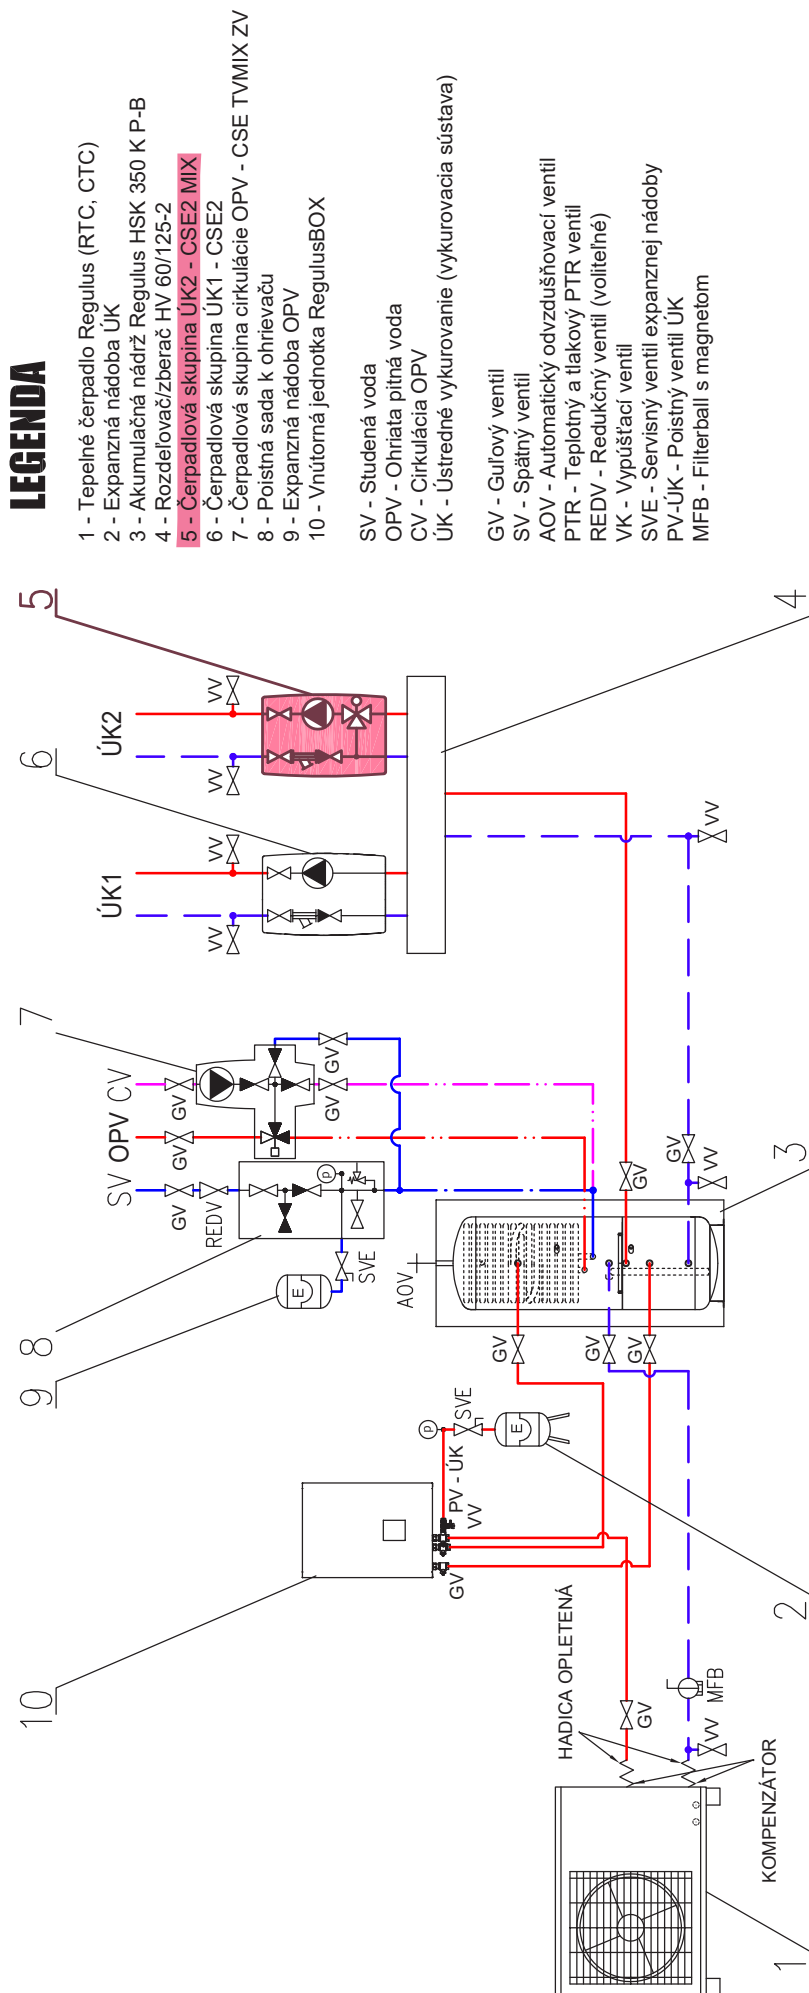 LEGENDA
1 - Tepelné čerpadlo Regulus (RTC, CTC)
2 - Expanzná nádoba ÚK
3 - Akumulačná nádrž Regulus HSK 350 K P-B
4 - Rozdeľovač/zberač HV 60/125-2
5 - Čerpadlová skupina ÚK2 - CSE2 MIX
6 - Čerpadlová skupina ÚK1 - CSE2
7 - Čerpadlová skupina cirkulácie OPV - CSE TVMIX ZV
8 - Poistná sada k ohrievaču
9 - Expanzná nádoba OPV
10 - Vnútorná jednotka RegulusBOX
SV - Studená voda
OPV - Ohriata pitná voda
CV - Cirkulácia OPV
ÚK - Ústredné vykurovanie (vykurovacia sústava)
GV - Guľový ventil
SV - Spätný ventil
AOV - Automatický odvzdušňovací ventil
PTR - Teplotný a tlakový PTR ventil
REDV - Redukčný ventil (voliteľné)
VK - Vypúšťací ventil
SVE - Servisný ventil expanznej nádoby
PV-ÚK - Poistný ventil ÚK
MFB - Filterball s magnetom
10
9
8
7
6
5
SV
OPV
CV
ÚK1
ÚK2
GV
GV
GV
REDV
VV
VV
VV
VV
p
GV
GV
E
SVE
AOV
GV
GV
GV
GV
GV
VV
VV
p
SVE
E
PV - ÚK
VV
GV
HADICA OPLETENÁ
GV
MFB
VV
KOMPENZÁTOR
1
2
3
4